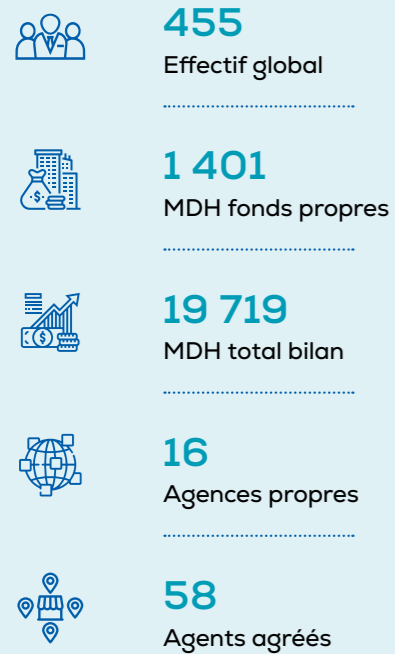 455
Effectif global
1 401
MDH fonds propres
19 719
MDH total bilan
16
Agences propres
58
Agents agréés